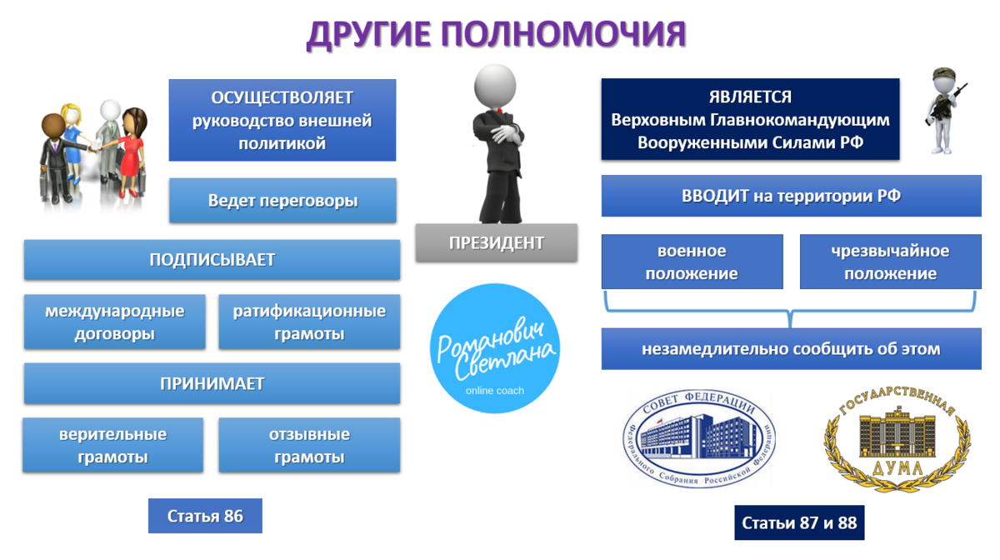 ДРУГИЕ ПОЛНОМОЧИЯ
ОСУЩЕСТВОЛЯЕТ
руководство внешней
политикой
Ведет переговоры
ПОДПИСЫВАЕТ
международные
договоры
ратификационные
грамоты
ПРИНИМАЕТ
верительные
грамоты
отзывные
грамоты
Статья 86
ПРЕЗИДЕНТ
Романович
Светлана
online coach
ЯВЛЯЕТСЯ
Верховным Главнокомандующим
Вооруженными Силами РФ
ВВОДИТ на территории РФ
военное
положение
чрезвычайное
положение
незамедлительно сообщить об этом
СОВЕТ ФЕДЕРАЦИИ
Федерального Собрания Российской Федерации
ГОСУДАРСТВЕННАЯ
ДУМА
Статьи 87 и 88